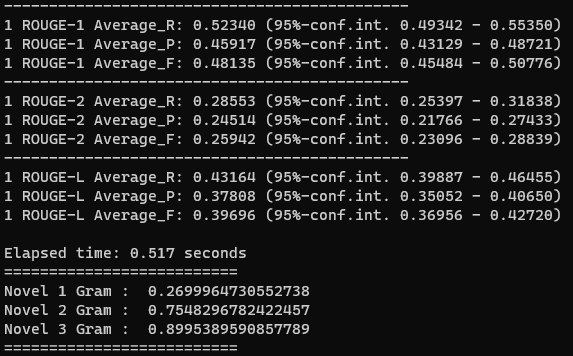 ---------------------------------------------
1 ROUGE-1 Average_R: 0.52340 (95%-conf.int. 0.49342 - 0.55350)
1 ROUGE-1 Average_P: 0.45917 (95%-conf.int. 0.43129 - 0.48721)
1 ROUGE-1 Average_F: 0.48135 (95%-conf.int. 0.45484 - 0.50776)
---------------------------------------------
1 ROUGE-2 Average_R: 0.28553 (95%-conf.int. 0.25397 - 0.31838)
1 ROUGE-2 Average_P: 0.24514 (95%-conf.int. 0.21766 - 0.27433)
1 ROUGE-2 Average_F: 0.25942 (95%-conf.int. 0.23096 - 0.28839)
---------------------------------------------
1 ROUGE-L Average_R: 0.43164 (95%-conf.int. 0.39887 - 0.46455)
1 ROUGE-L Average_P: 0.37808 (95%-conf.int. 0.35052 - 0.40650)
1 ROUGE-L Average_F: 0.39696 (95%-conf.int. 0.36956 - 0.42720)

Elapsed time: 0.517 seconds
==========================
Novel 1 Gram :  0.2699964730552738
Novel 2 Gram :  0.7548296782422457
Novel 3 Gram :  0.8995389590857789
==========================